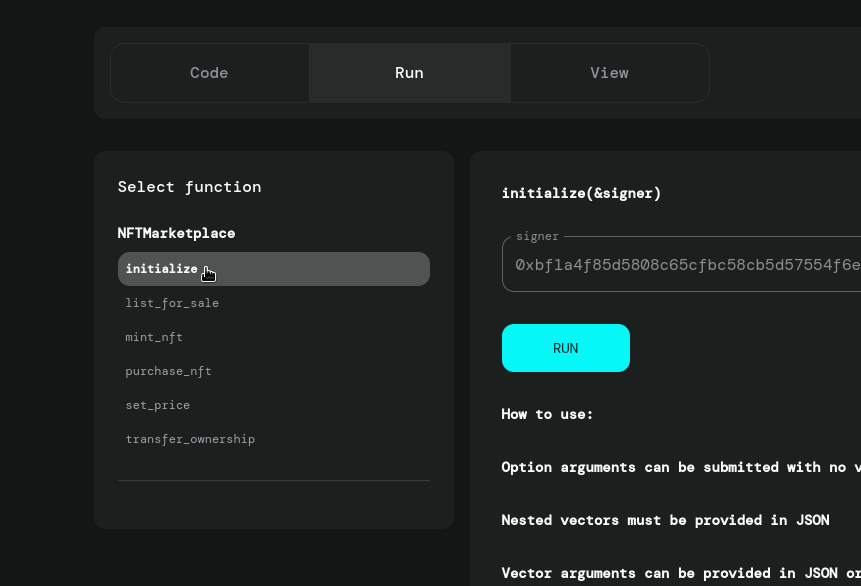 Code
Run
View
Select function
NFTMarketplace
initialize
list_for_sale
mint_nft
purchase_nft
set_price
transfer_ownership
initialize(&signer)
signer
0xbf1a4f85d5808c65cfbc58cb5d57554f6e
RUN
How to use:
Option arguments can be submitted with no v
Nested vectors must be provided in JSON
Vector arguments can be provided in JSON or